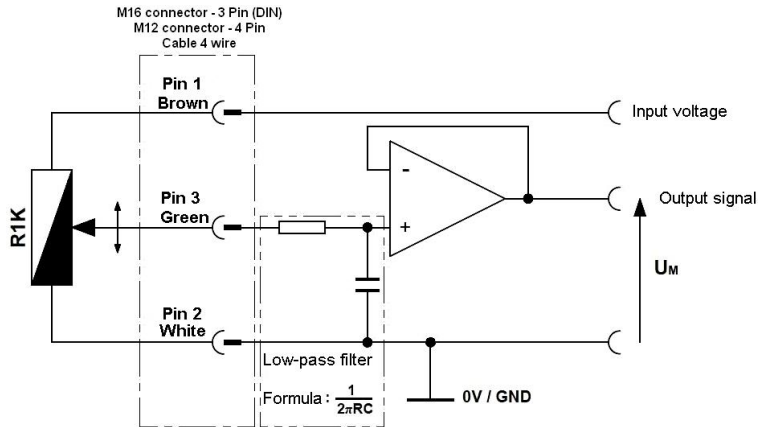 M16 connector - 3 Pin (DIN)
M12 connector - 4 Pin
Cable 4 wire
Pin 1
Brown
Input voltage
-
Pin 3
Green
+
Output signal
R1K
UM
Pin 2
White
Low-pass filter
Formula : 1
2πRC
0V / GND